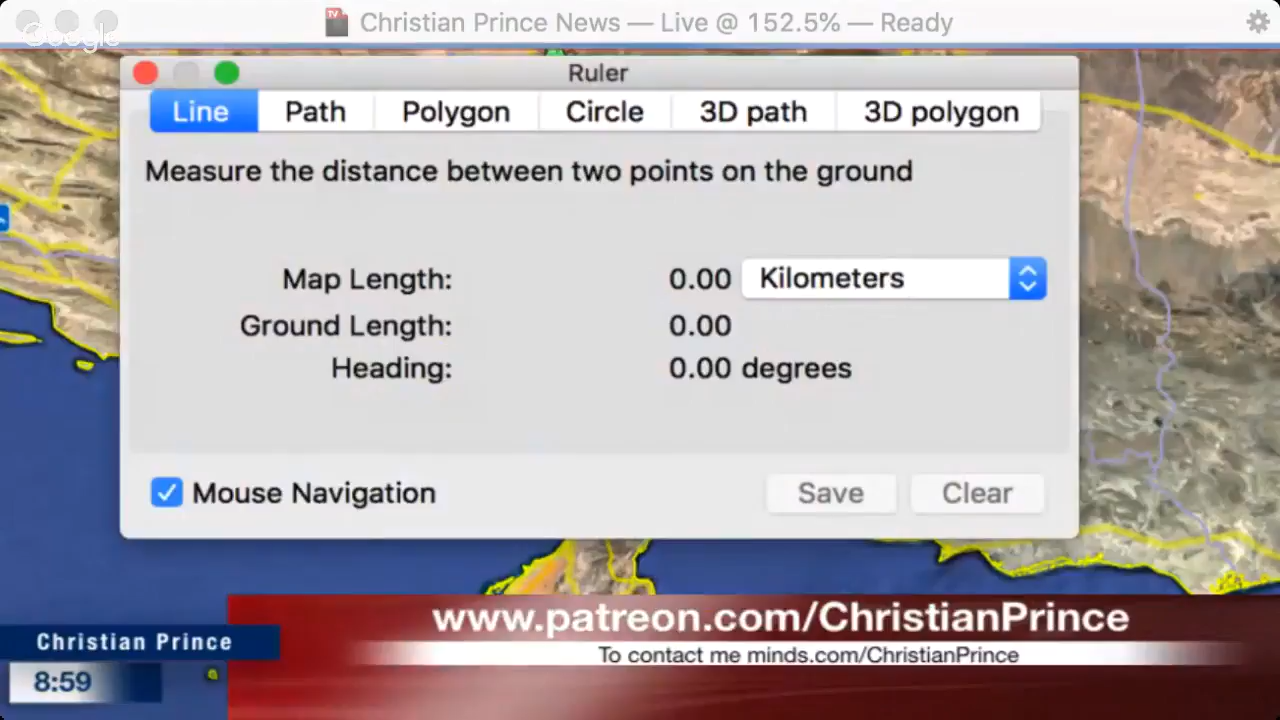 Christian Prince News — Live @ 152.5% — Ready
Google
Ruler
Line Path Polygon Circle 3D path 3D polygon
Measure the distance between two points on the ground
Map Length: 0.00 Kilometers
Ground Length: 0.00
Heading: 0.00 degrees
Mouse Navigation Save Clear
www.patreon.com/ChristianPrince
Christian Prince
To contact me minds.com/ChristianPrince
8:59